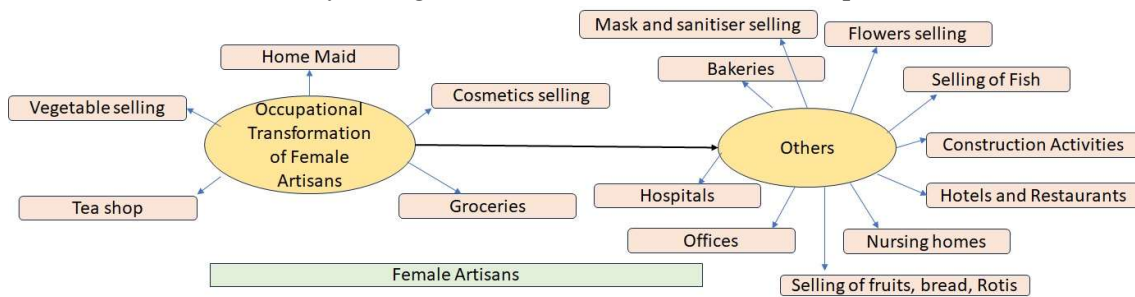 Mask and sanitiser selling
Flowers selling
Home Maid
Bakeries
Selling of Fish
Vegetable selling
Cosmetics selling
Occupational
Transformation
of Female
Artisans
Others
Construction Activities
Tea shop
Groceries
Hospitals
Hotels and Restaurants
Offices
Nursing homes
Female Artisans
Selling of fruits, bread, Rotis